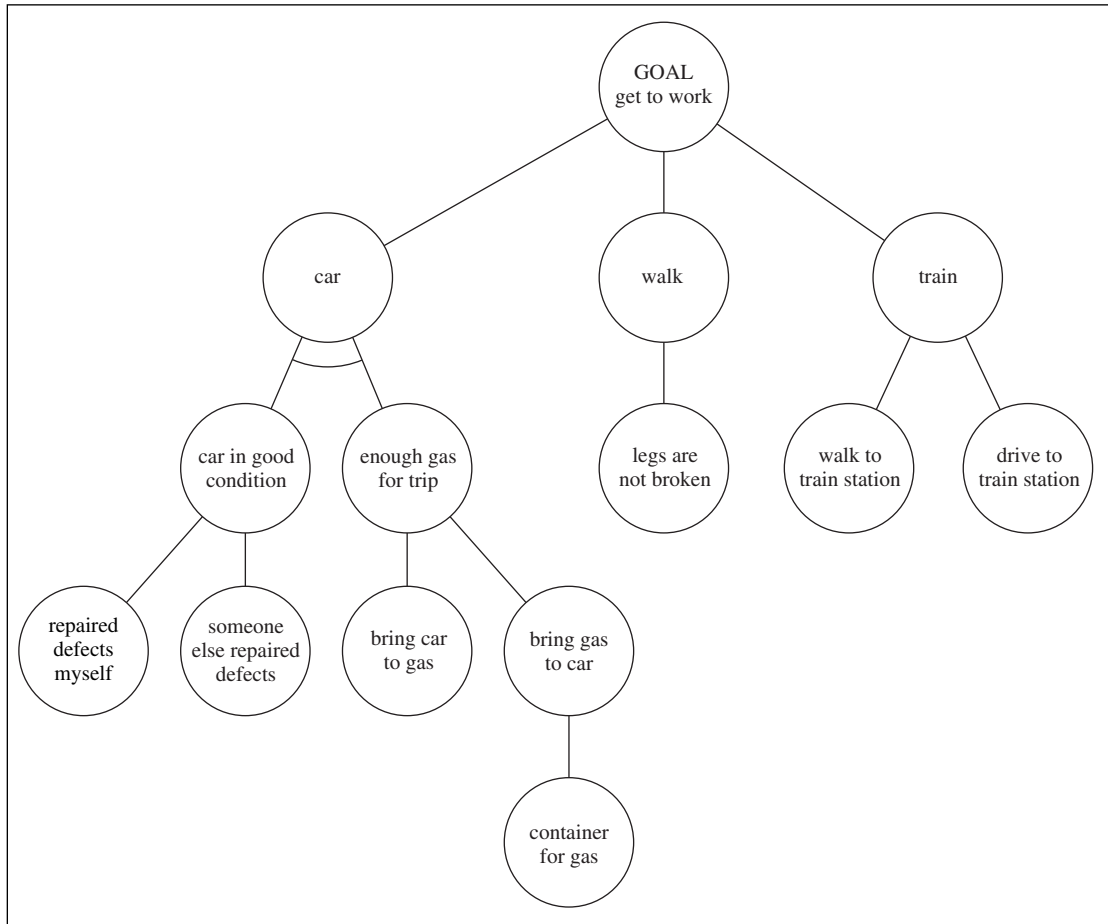 GOAL
get to work
car
walk
train
car in good
condition
enough gas
for trip
legs are
not broken
walk to
train station
drive to
train station
repaired
defects
myself
someone
else repaired
defects
bring car
to gas
bring gas
to car
container
for gas